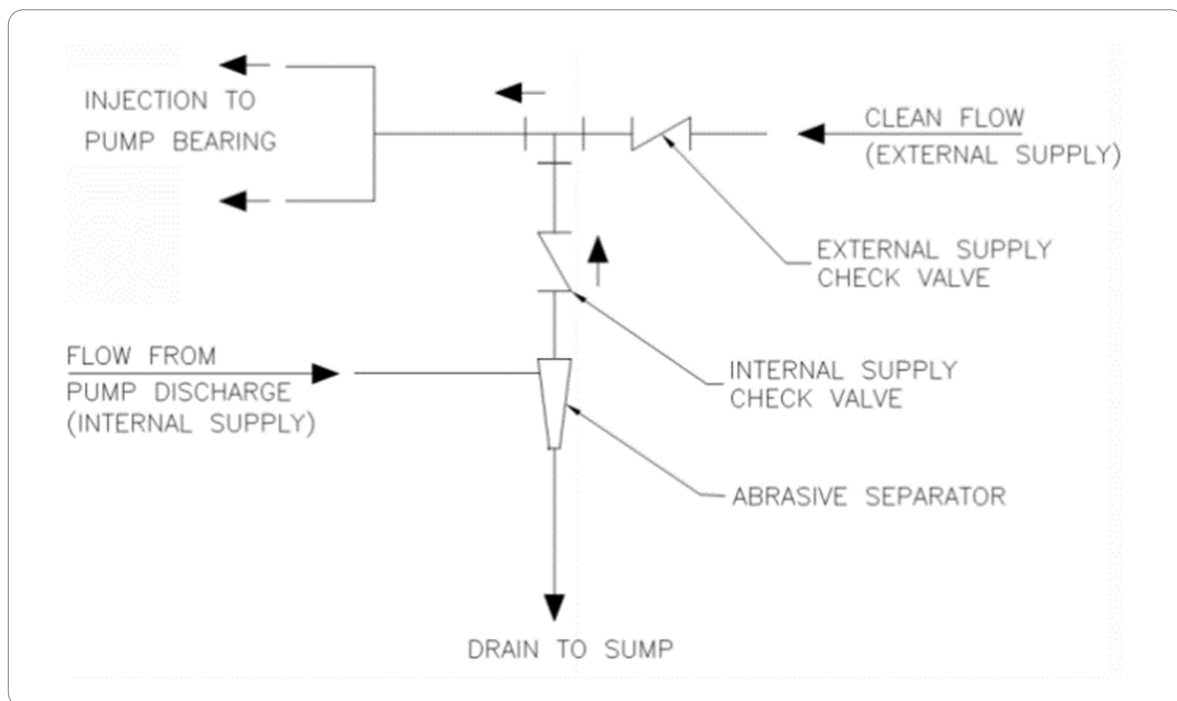 INJECTION TO
PUMP BEARING
CLEAN FLOW
(EXTERNAL SUPPLY)
EXTERNAL SUPPLY
CHECK VALVE
FLOW FROM
PUMP DISCHARGE
(INTERNAL SUPPLY)
INTERNAL SUPPLY
CHECK VALVE
ABRASIVE SEPARATOR
DRAIN TO SUMP